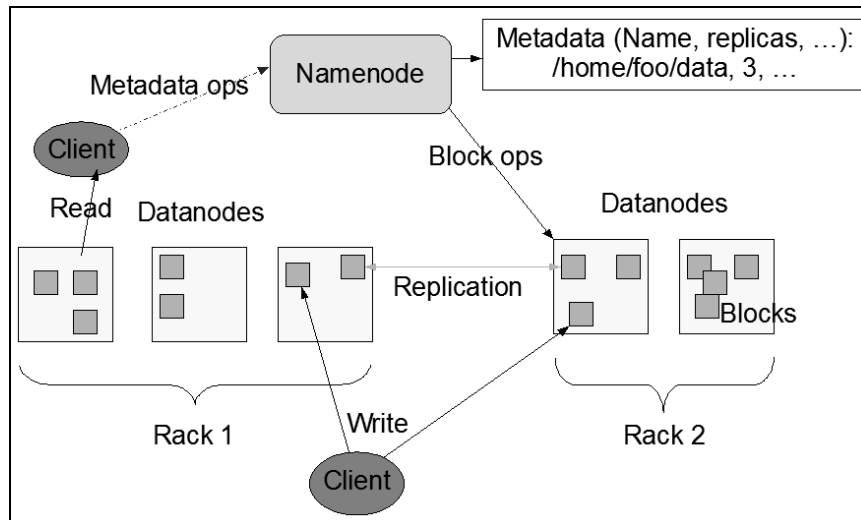 Metadata (Name, replicas, …):
/home/foo/data, 3, …
Namenode
Metadata ops
Client
Block ops
Read
Datanodes
Datanodes
Replication
Blocks
Rack 1
Write
Rack 2
Client